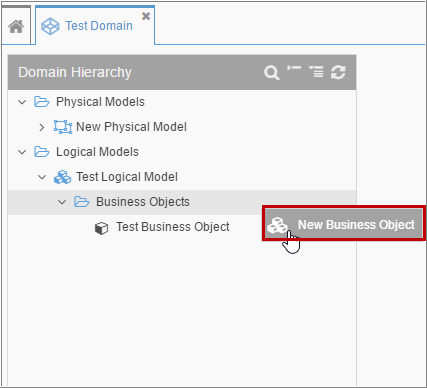 Test Domain
Domain Hierarchy
Physical Models
New Physical Model
Logical Models
Test Logical Model
Business Objects
Test Business Object
New Business Object